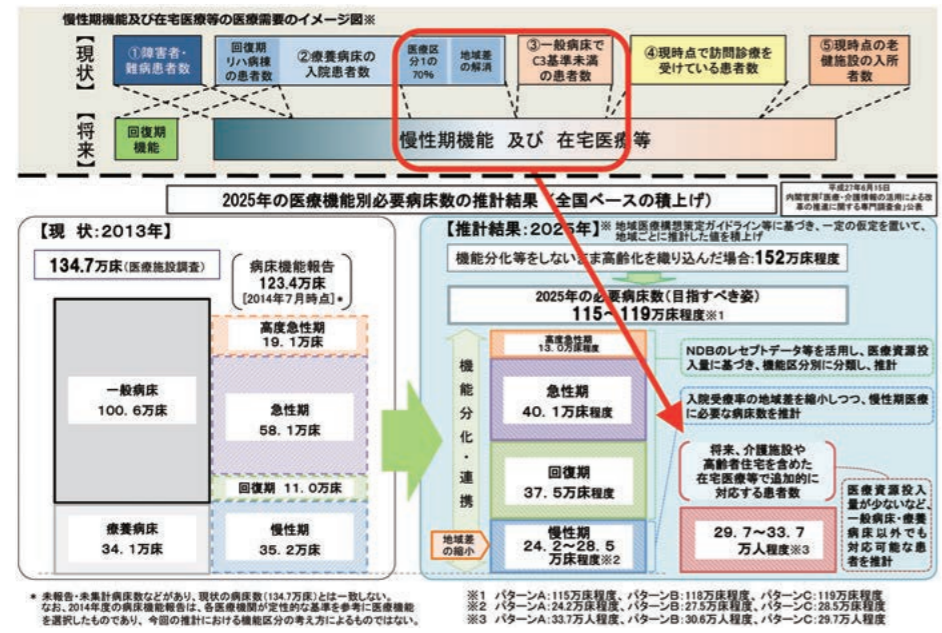 慢性期機能及び在宅医療等の医療需要のイメージ図※
【現状】
①障害者・
難病患者数
回復期
リハ病棟
の患者数
②療養病床の
入院患者数
医療区
分1の
70%
地域差
の解消
③一般病床で
C3基準未満
の患者数
④現時点で訪問診療を
受けている患者数
⑤現時点の老
健施設の入所
者数
【将来】
回復期
機能
慢性期機能 及び 在宅医療等
2025年の医療機能別必要病床数の推計結果（全国ベースの積上げ）
平成27年6月15日
内閣官房「医療・介護情報の活用による改
革の推進に関する専門調査会」公表
【現 状:2013年】
134.7万床(医療施設調査)
病床機能報告
123.4万床
[2014年7月時点]*
一般病床
100.6万床
療養病床
34.1万床
高度急性期
19.1万床
急性期
58.1万床
回復期 11.0万床
慢性期
35.2万床
【推計結果:2025年】※ 地域医療構想策定ガイドライン等に基づき、一定の仮定を置いて、
地域ごとに推計した値を積上げ
機能分化等をしないまま高齢化を織り込んだ場合:152万床程度
2025年の必要病床数(目指すべき姿)
115～119万床程度※1
機能分化・連携
地域差
の縮小
高度急性期
13.0万床程度
急性期
40.1万床程度
回復期
37.5万床程度
慢性期
24.2～28.5
万床程度※2
NDBのレセプトデータ等を活用し、医療資源投
入量に基づき、機能区分別に分類し、推計
入院受療率の地域差を縮小しつつ、慢性期医療
に必要な病床数を推計
将来、介護施設や
高齢者住宅を含めた
在宅医療等で追加的に
対応する患者数
29.7～33.7
万人程度※3
医療資源投入
量が少ないなど、
一般病床・療養
病床以外でも
対応可能な患
者を推計
* 未報告・未集計病床数などがあり、現状の病床数(134.7万床)とは一致しない。
なお、2014年度の病床機能報告は、各医療機関が定性的な基準を参考に医療機能
を選択したものであり、今回の推計における機能区分の考え方によるものではない。
※1 パターンA:115万床程度、パターンB:118万床程度、パターンC:119万床程度
※2 パターンA:24.2万床程度、パターンB:27.5万床程度、パターンC:28.5万床程度
※3 パターンA:33.7万人程度、パターンB:30.6万人程度、パターンC:29.7万人程度